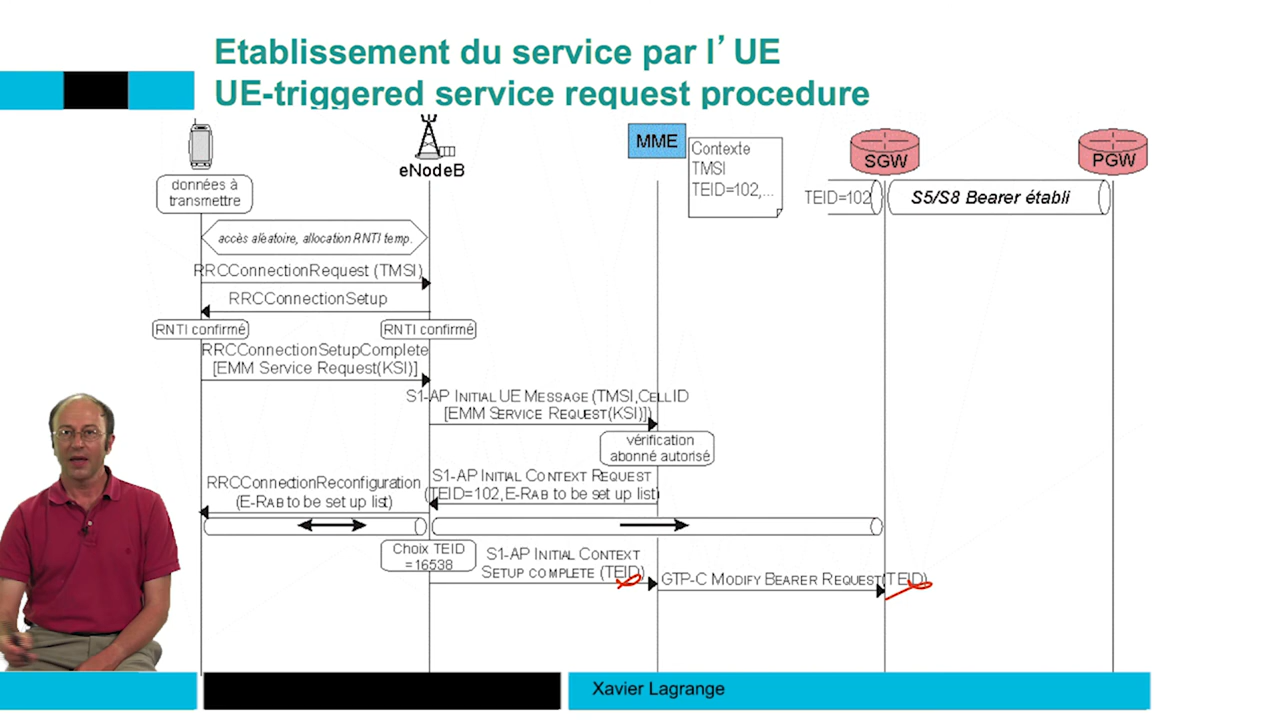 Etablissement du service par l’UE
UE-triggered service request procedure
eNodeB
MME
Contexte
TMSI
TEID=102,...
SGW
PGW
données à
transmettre
TEID=102
S5/S8 Bearer établi
accès aléatoire, allocation RNTI temp.
RRCConnectionRequest (TMSI)
RRCConnectionSetup
RNTI confirmé
RNTI confirmé
RRCConnectionSetupComplete
[EMM Service Request(KSI)]
S1-AP INITIAL UE MESSAGE (TMSI,CELLID
[EMM SERVICE REQUEST(KSI)])
vérification
abonné autorisé
RRCConnectionReconfiguration
(E-RAB to be set up list)
S1-AP INITIAL CONTEXT REQUEST
(TEID=102,E-RAB to be set up list)
Choix TEID
=16538
S1-AP INITIAL CONTEXT
SETUP COMPLETE (TEID)
GTP-C MODIFY BEARER REQUEST(TEID)
Xavier Lagrange